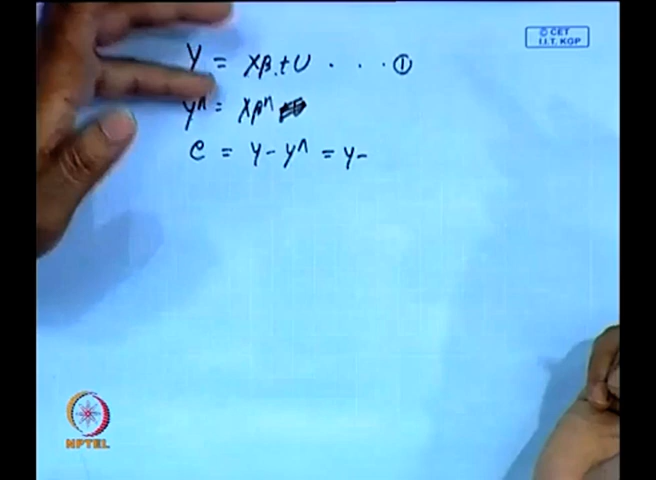 © CET
I.I.T. KGP
Y = Xβ + U . . . ①
Y^ = Xβ^
e = Y - Y^ = Y -
NPTEL